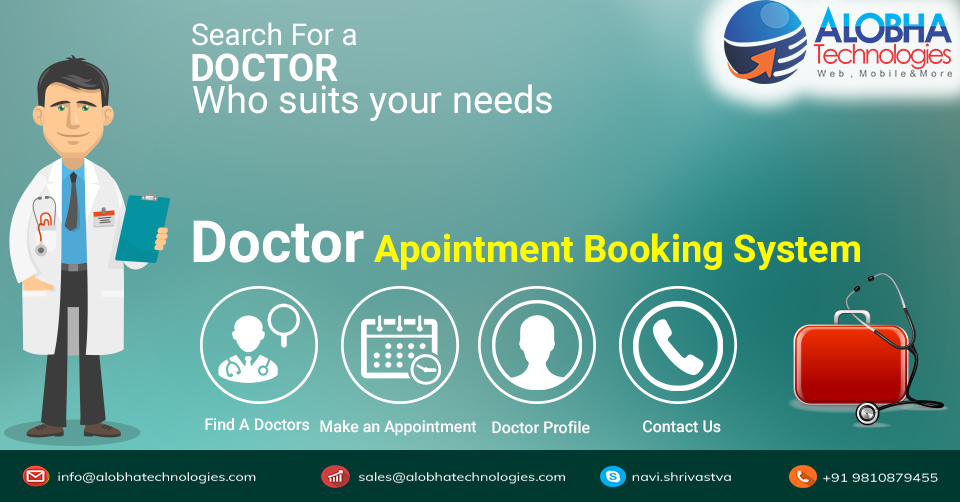 Search For a
DOCTOR
Who suits your needs
ALOBHA
Technologies
Web , Mobile&More
Doctor Apointment Booking System
Find A Doctors
Make an Appointment
Doctor Profile
Contact Us
info@alobhatechnologies.com
sales@alobhatechnologies.com
navi.shrivastva
+91 9810879455